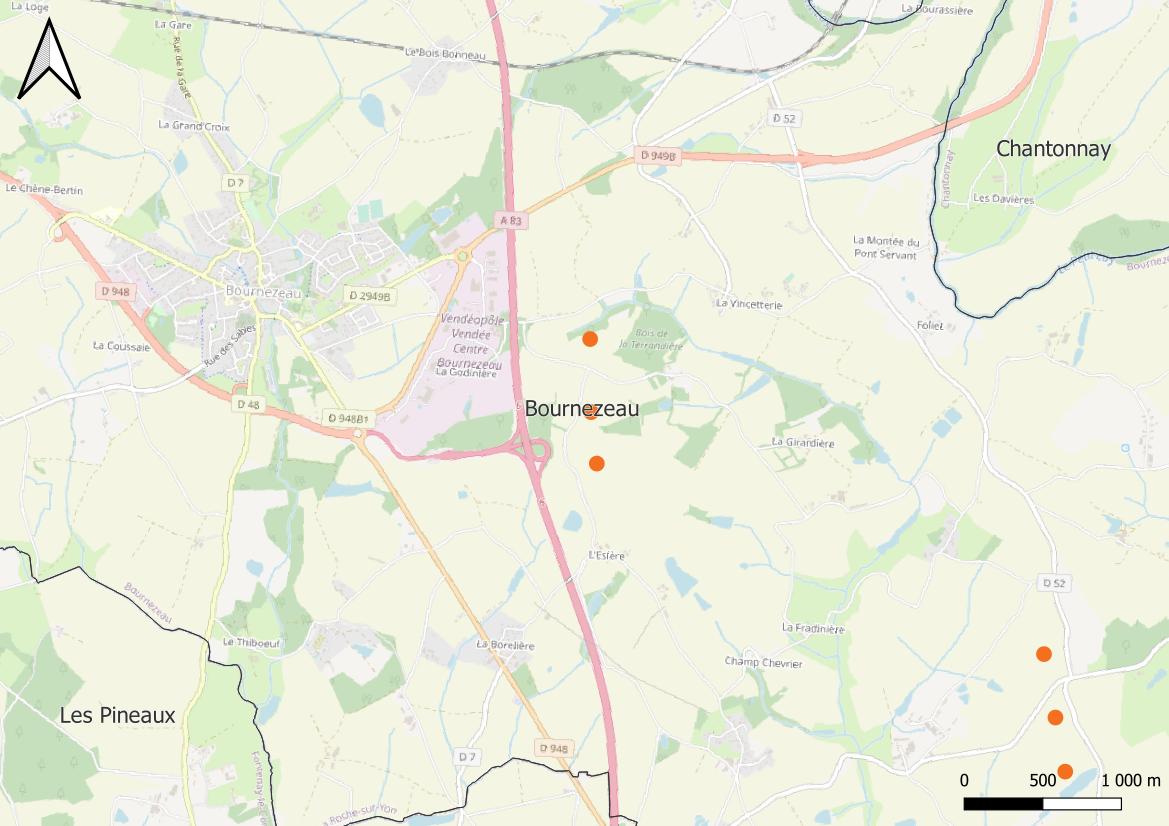 La Loge
La Gare
La Bourassière
Rue de la Gare
Le Bois Bonneau
D 52
La Grand'Croix
Chantonnay
D 949B
D 7
Le Chêne-Bertin
Chantonnay
Les Davières
A 83
La Montée du
Pont Servant
Bournezeau
D 948
D 2949B
La Vincetterie
Vendéopôle
Vendée
Centre
Bournezeau
Foliet
Bois de
la Terrandière
La Coussaie
Rue des Sables
La Godinière
D 48
Bournezeau
D 948B1
La Girardière
L'Eslère
D 52
Bournezeau
La Fradinière
Le Thiboeuf
La Borelière
Champ Chevrier
Les Pineaux
D 948
D 7
0 500 1 000 m
Roche-sur-Yon